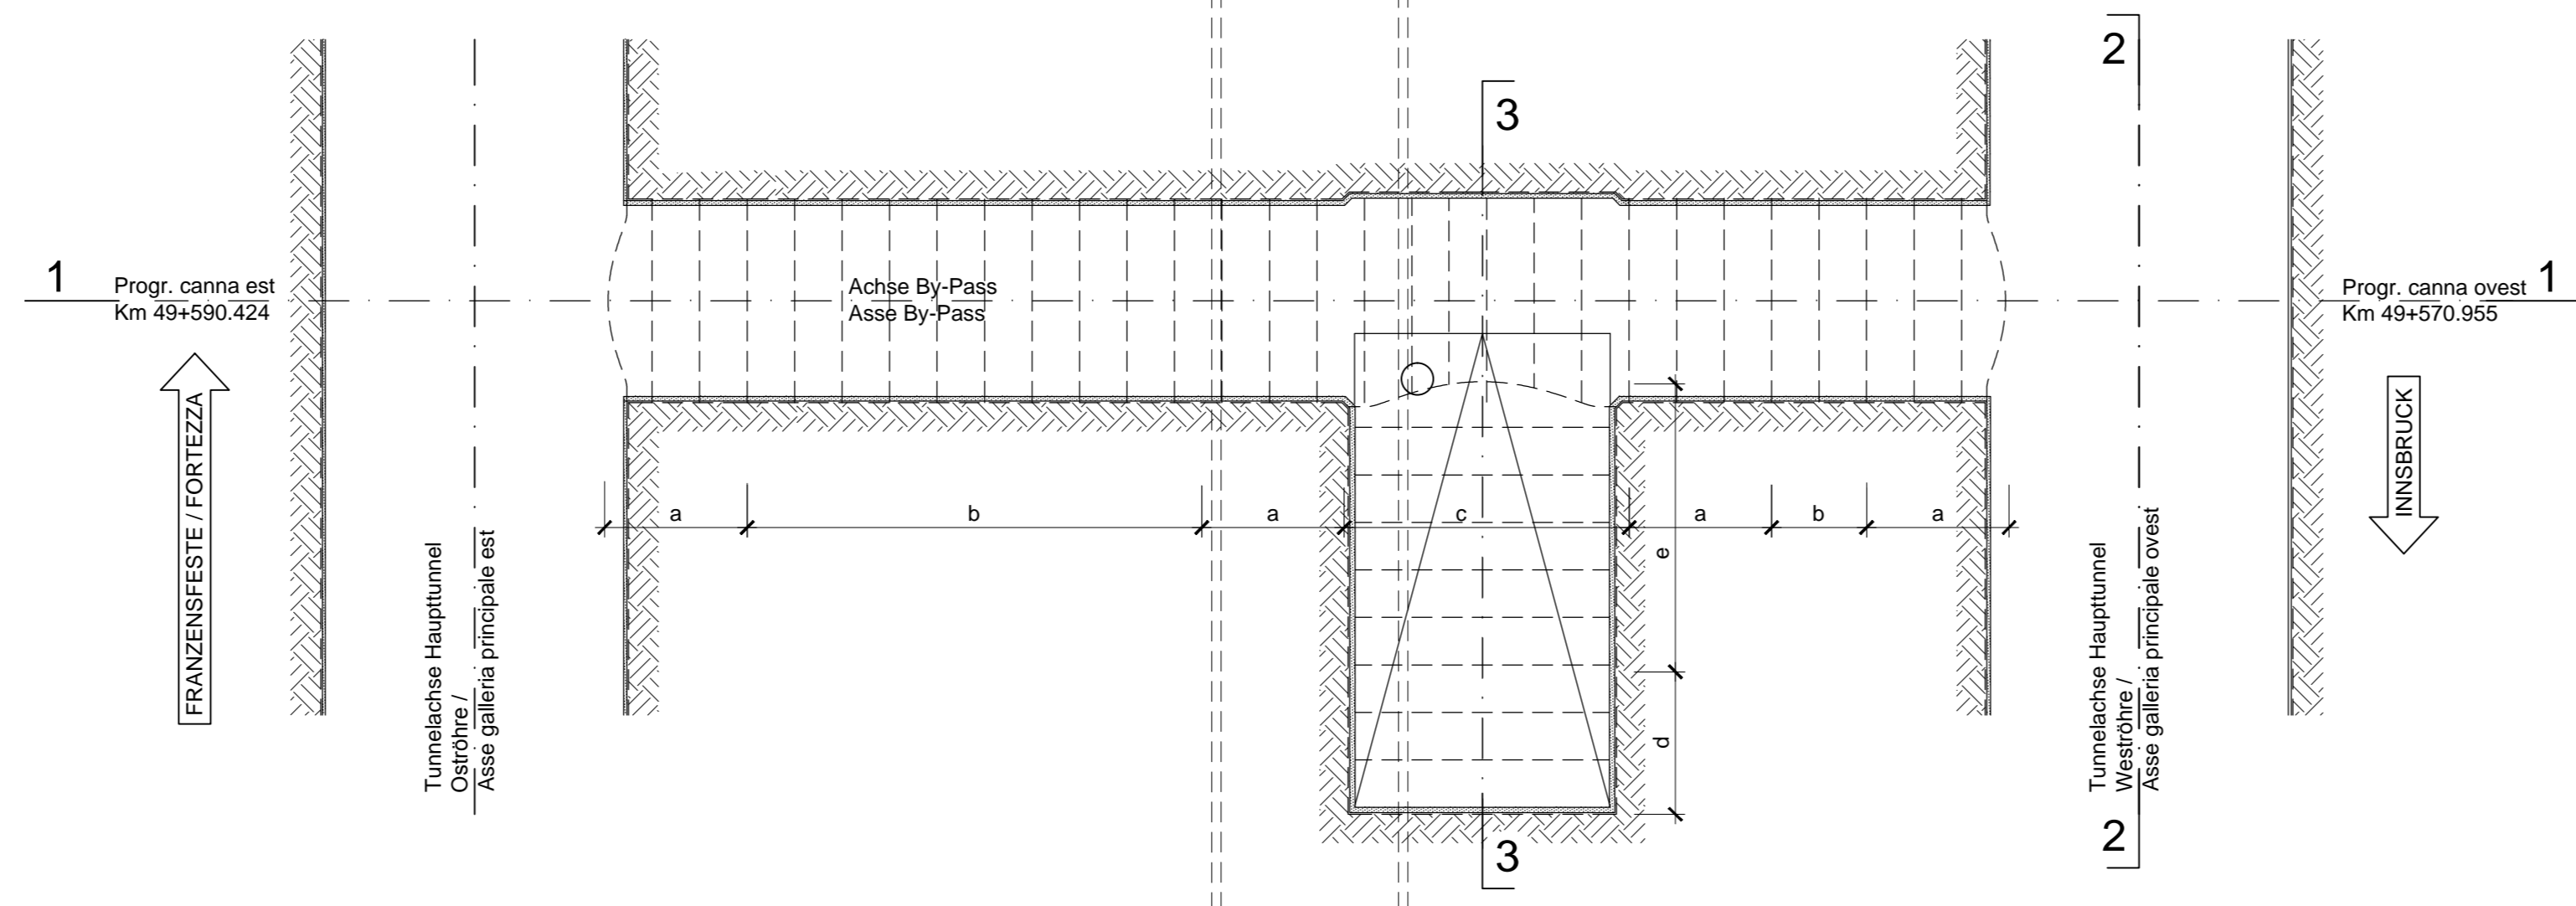 2
3
1
Progr. canna est
Km 49+590.424
Achse By-Pass
Asse By-Pass
Progr. canna ovest
Km 49+570.955
1
FRANZENSFESTE / FORTEZZA
INNSBRUCK
a
b
a
c
a
b
a
e
d
Tunnelachse Haupttunnel
Oströhre /
Asse galleria principale est
Tunnelachse Haupttunnel
Weströhre /
Asse galleria principale ovest
2
3